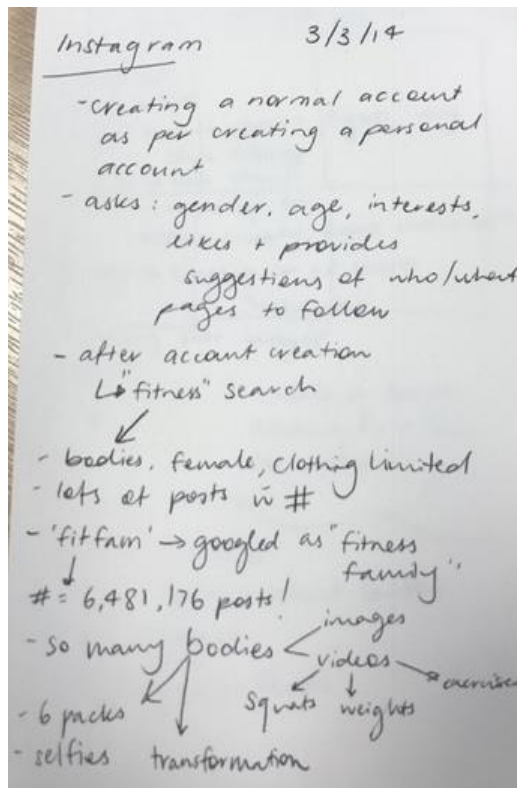 Instagram 3/3/14
- creating a normal account
as per creating a personal
account
- asks: gender, age, interests,
likes + provides
suggestions of who/what
pages to follow
- after account creation
↳ "fitness" search
- bodies, female, clothing limited
- lots of posts w̄ #
- 'fitfam' → googled as "fitness
family"
# = 6,481,176 posts!
- so many bodies < images
videos → exercises
squats weights
- 6 packs
- selfies transformation